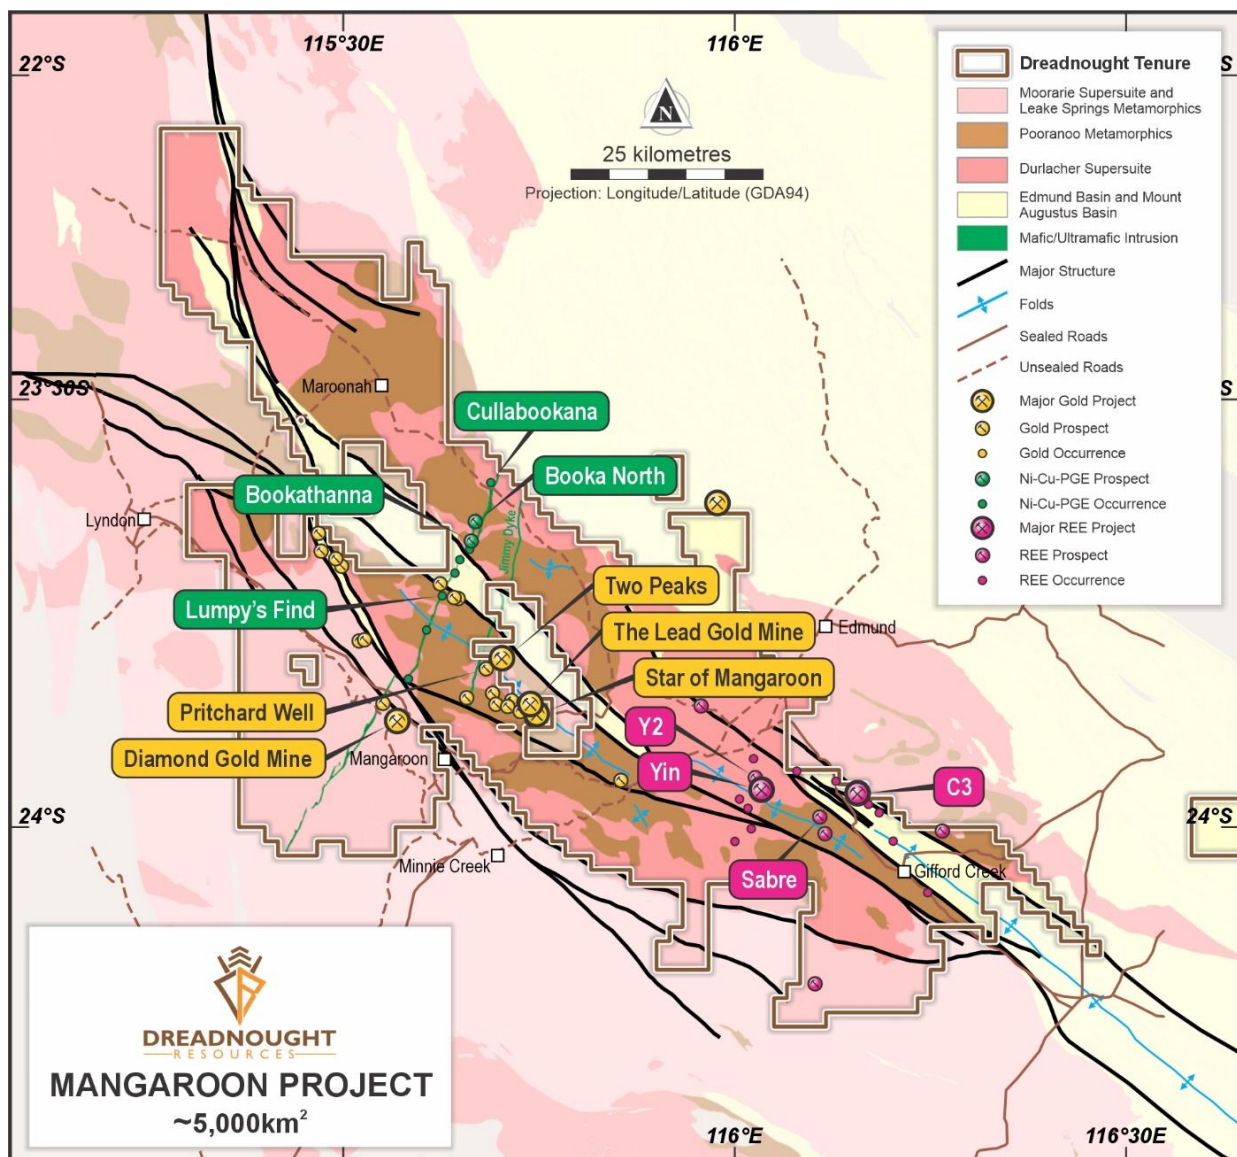 115°30E
116°E
22°S
S
N
25 kilometres
Projection: Longitude/Latitude (GDA94)
Dreadnought Tenure
Moorarie Supersuite and
Leake Springs Metamorphics
Pooranoo Metamorphics
Durlacher Supersuite
Edmund Basin and Mount
Augustus Basin
Mafic/Ultramafic Intrusion
Major Structure
Folds
Sealed Roads
Unsealed Roads
Major Gold Project
Gold Prospect
Gold Occurrence
Ni-Cu-PGE Prospect
Ni-Cu-PGE Occurrence
Major REE Project
REE Prospect
REE Occurrence
23°30S
S
Maroonah
Cullabookana
Booka North
Bookathanna
Lyndon
Jimmy Dyke
Two Peaks
Lumpy's Find
The Lead Gold Mine
Edmund
Star of Mangaroon
Pritchard Well
Y2
Diamond Gold Mine
Mangaroon
Yin
C3
24°S
24°S
Minnie Creek
Sabre
Gifford Creek
DREADNOUGHT
RESOURCES
MANGAROON PROJECT
~5,000km²
116°E
116°30E